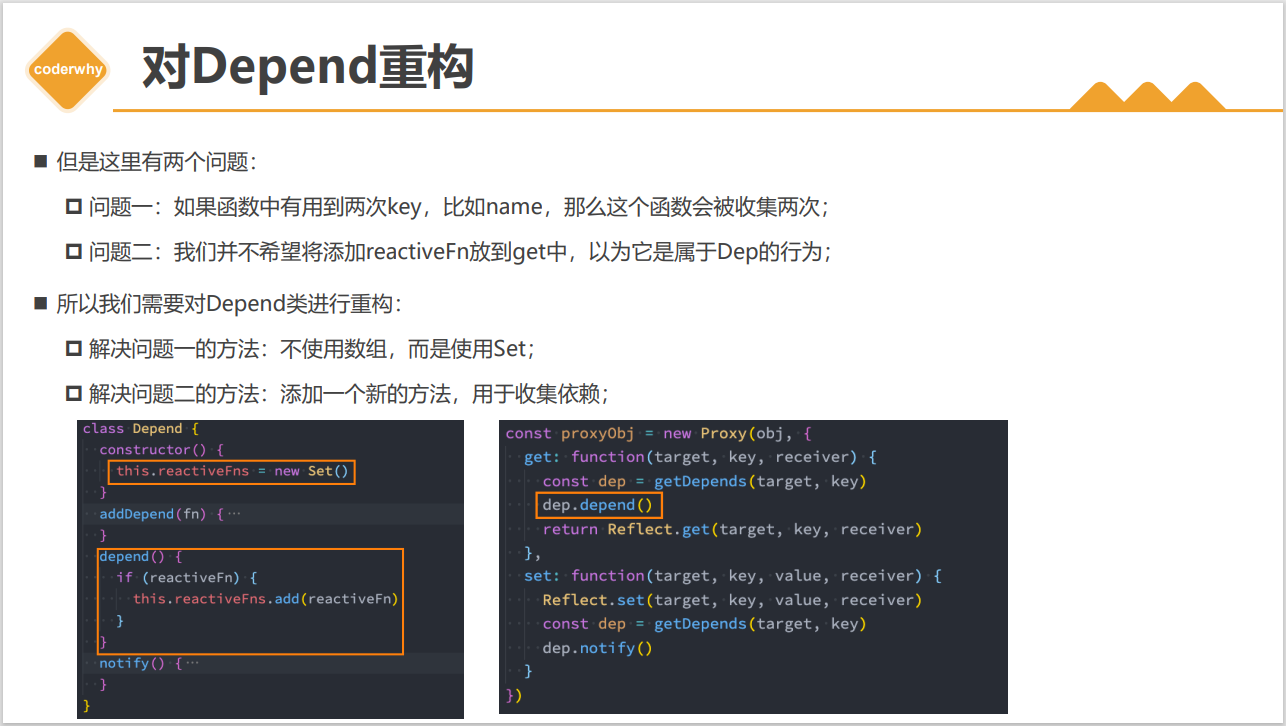 coderwhy
对Depend重构
但是这里有两个问题：
问题一：如果函数中有用到两次key，比如name，那么这个函数会被收集两次；
问题二：我们并不希望将添加reactiveFn放到get中，以为它是属于Dep的行为；
所以我们需要对Depend类进行重构：
解决问题一的方法：不使用数组，而是使用Set；
解决问题二的方法：添加一个新的方法，用于收集依赖；
class Depend {
  constructor() {
    this.reactiveFns = new Set()
  }
  addDepend(fn) { ···
  }
  depend() {
    if (reactiveFn) {
      this.reactiveFns.add(reactiveFn)
    }
  }
  notify() { ···
  }
}
const proxyObj = new Proxy(obj, {
  get: function(target, key, receiver) {
    const dep = getDepends(target, key)
    dep.depend()
    return Reflect.get(target, key, receiver)
  },
  set: function(target, key, value, receiver) {
    Reflect.set(target, key, value, receiver)
    const dep = getDepends(target, key)
    dep.notify()
  }
})